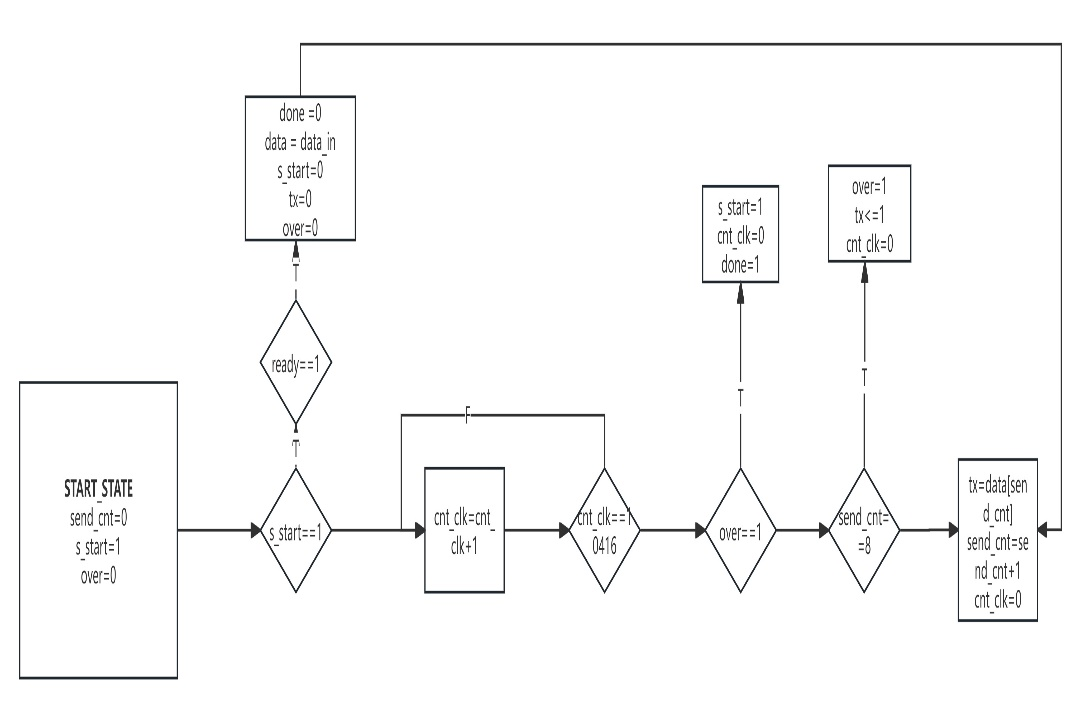 done =0
data = data_in
s_start=0
tx=0
over=0
T
ready==1
T
START_STATE
send_cnt=0
s_start=1
over=0
s_start==1
F
cnt_clk=cnt_
clk+1
cnt_clk==1
0416
s_start=1
cnt_clk=0
done=1
T
over==1
over=1
tx<=1
cnt_clk=0
T
send_cnt=
=8
tx=data[sen
d_cnt]
send_cnt=se
nd_cnt+1
cnt_clk=0